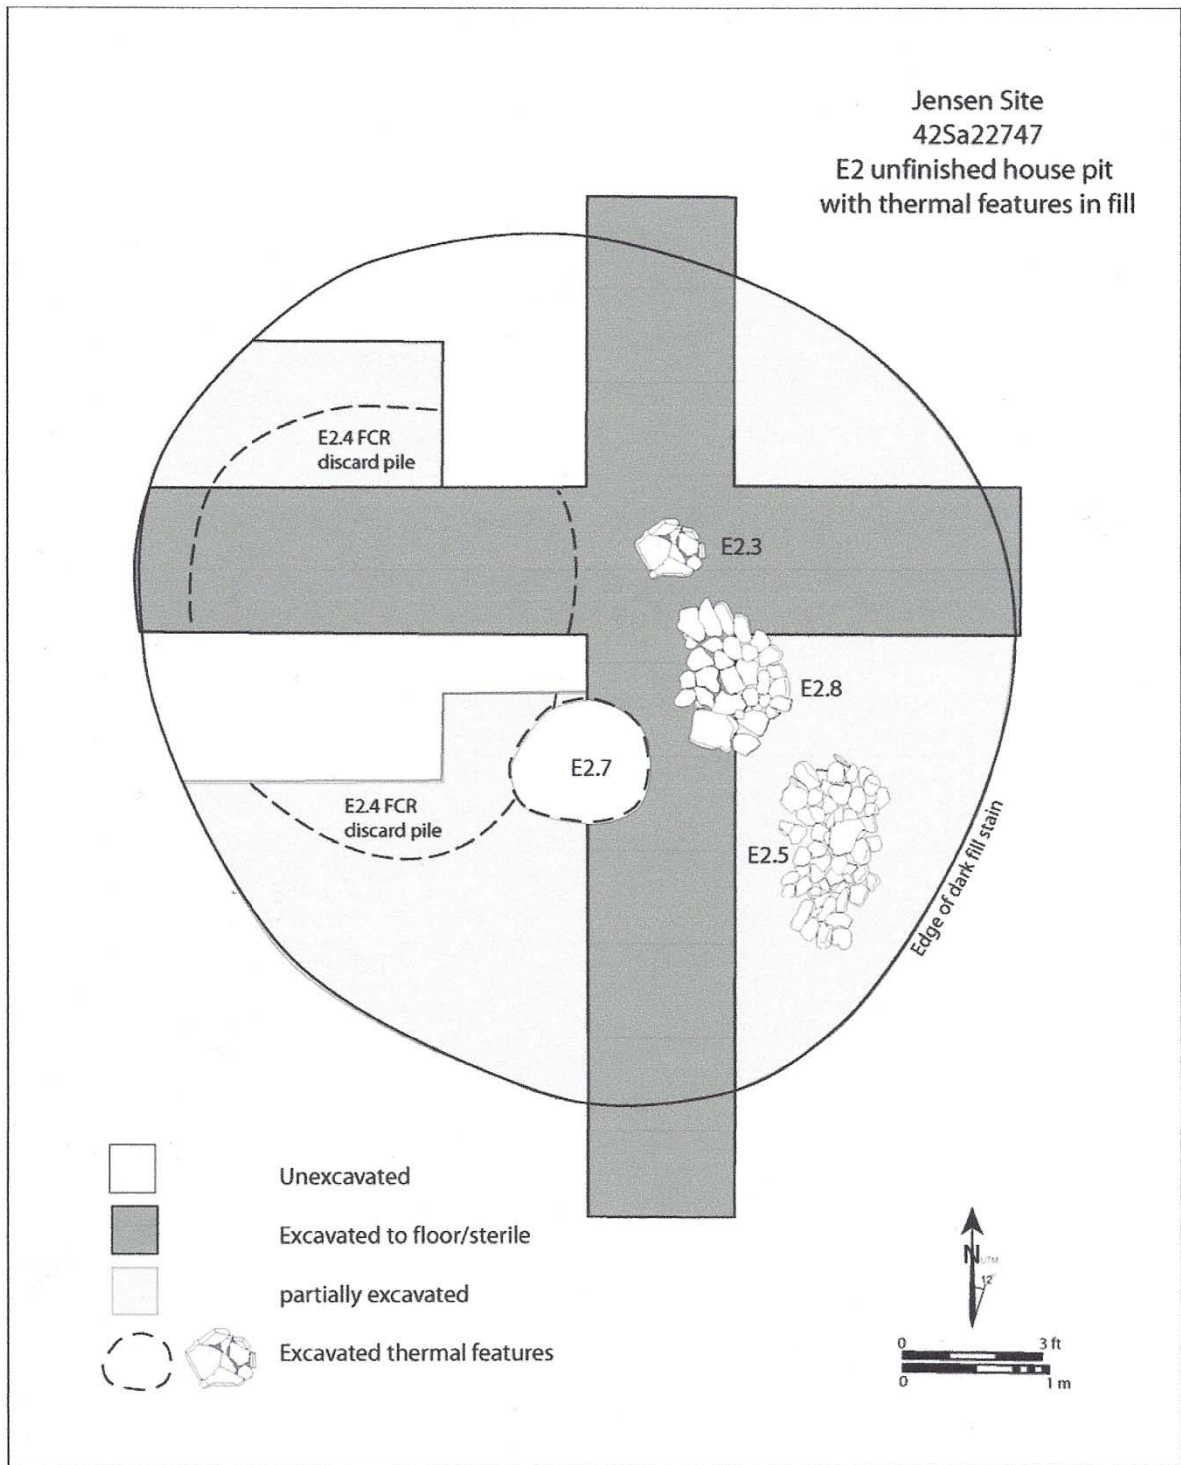 Jensen Site
42Sa22747
E2 unfinished house pit
with thermal features in fill
E2.4 FCR
discard pile
E2.3
E2.8
E2.7
E2.4 FCR
discard pile
E2.5
Edge of dark fill stain
Unexcavated
Excavated to floor/sterile
partially excavated
Excavated thermal features
N UTM
12°
0 3 ft
0 1 m